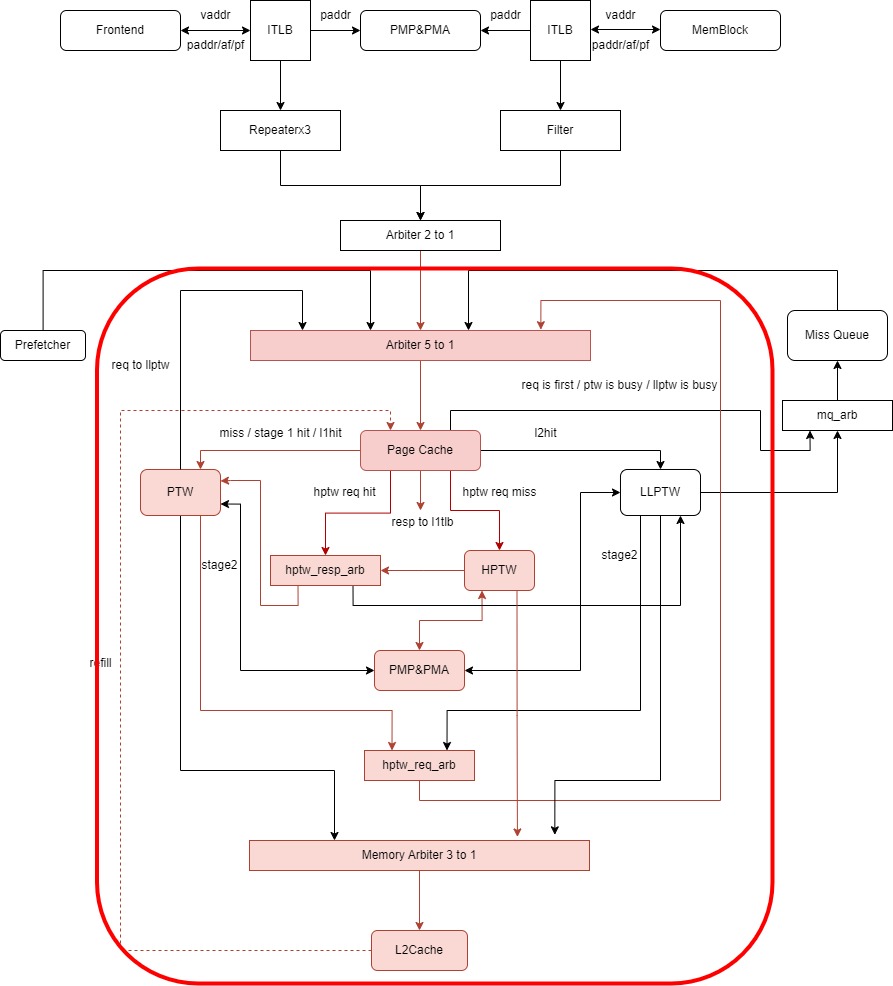 Frontend
vaddr
paddr/af/pf
ITLB
paddr
PMP&PMA
paddr
ITLB
vaddr
paddr/af/pf
MemBlock
Repeaterx3
Filter
Arbiter 2 to 1
Prefetcher
Arbiter 5 to 1
Miss Queue
req to llptw
req is first / ptw is busy / llptw is busy
mq_arb
miss / stage 1 hit / l1hit
Page Cache
l2hit
PTW
hptw req hit
resp to l1tlb
hptw req miss
LLPTW
stage2
hptw_resp_arb
HPTW
stage2
refill
PMP&PMA
hptw_req_arb
Memory Arbiter 3 to 1
L2Cache